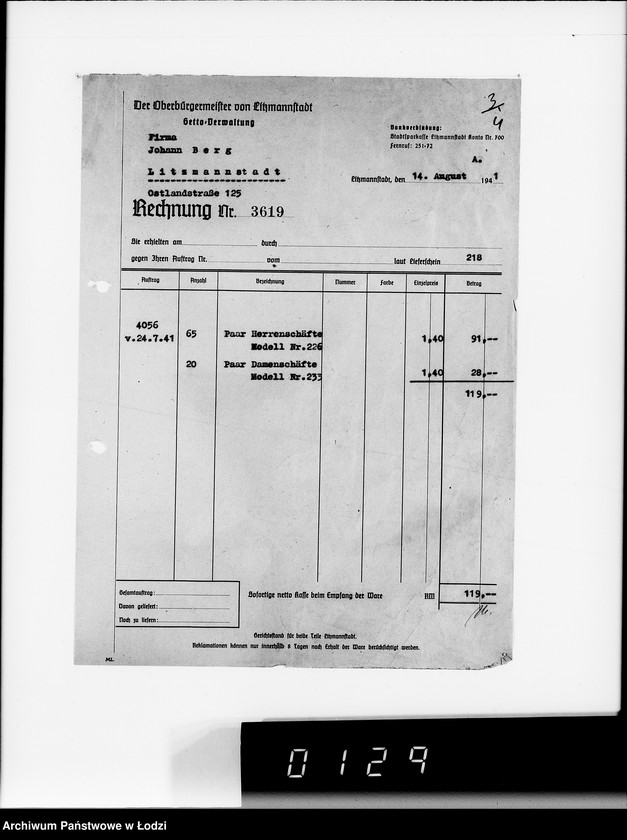 3/4
Der Oberbürgermeister von Litzmannstadt
Getto-Verwaltung
Firma
Johann Berg
Litzmannstadt
Ostlandstraße 125
Bankverbindung:
Stadtsparkasse Litzmannstadt Konto Nr. 700
Fernruf: 251-72
A.
Litzmannstadt, den 14. August 1941
Rechnung Nr. 3619
Sie erhielten am durch
gegen Ihren Auftrag Nr. vom laut Lieferschein 218
Auftrag Anzahl Bezeichnung Nummer Farbe Einzelpreis Betrag
4056
v.24.7.41 65 Paar Herrenschäfte 1,40 91,--
Modell Nr.226
20 Paar Damenschäfte 1,40 28,--
Modell Nr.233
119,--
Gesamtauftrag:
Davon geliefert:
Noch zu liefern:
Sofortige netto Kasse beim Empfang der Ware RM 119,--
Gerichtsstand für beide Teile Litzmannstadt.
Reklamationen können nur innerhalb 8 Tagen nach Erhalt der Ware berücksichtigt werden.
ML
0129
Archiwum Państwowe w Łodzi